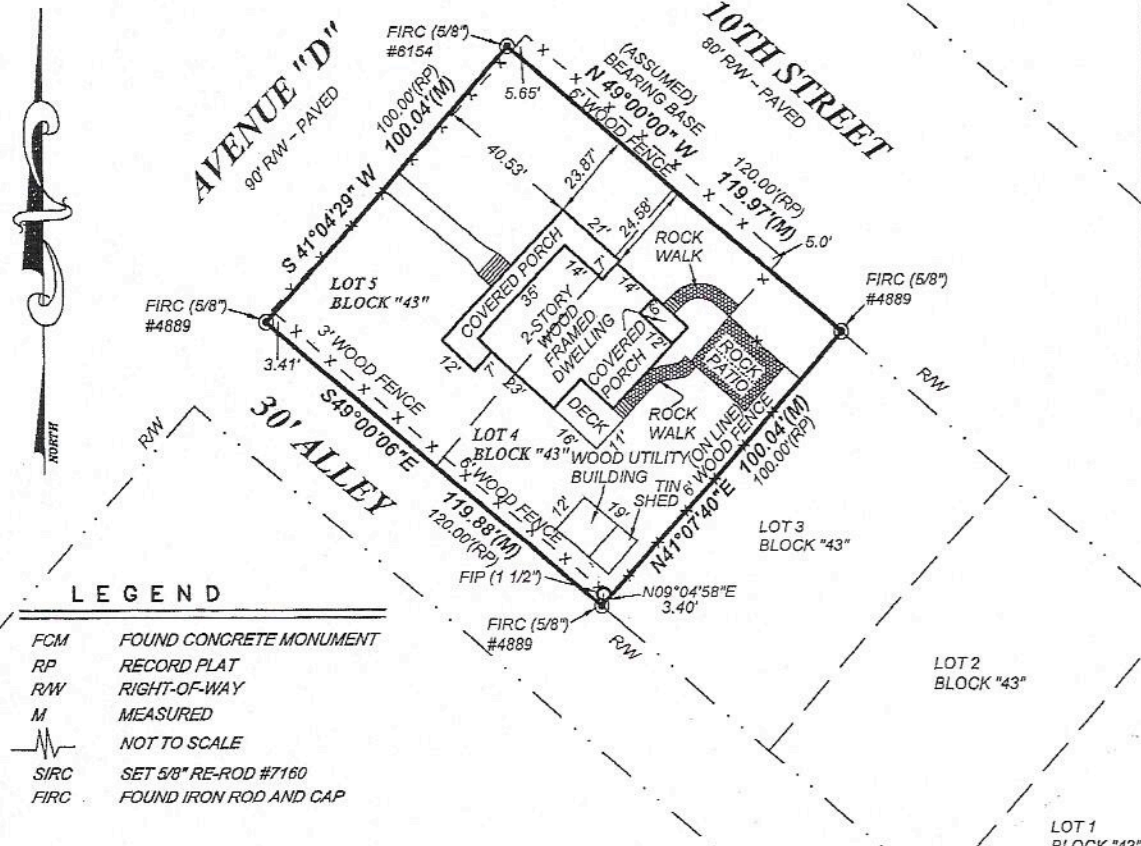 AVENUE "D"
90' R/W - PAVED
FIRC (5/8")
#6154
100.00'(RP)
100.04'(M)
S 41°04'29" W
5.65'
(ASSUMED)
BEARING BASE
N 49°00'00" W
6' WOOD FENCE
10TH STREET
80' R/W - PAVED
120.00'(RP)
119.97'(M)
5.0'
40.53'
23.87'
21'
24.58'
ROCK
WALK
FIRC (5/8")
#4889
FIRC (5/8")
#4889
LOT 5
BLOCK "43"
COVERED PORCH
14'
7'
14'
35'
2-STORY
WOOD
FRAMED
DWELLING
6'
12'
COVERED
PORCH
ROCK
PATIO
12'
7'
23'
DECK
16'
11'
ROCK
WALK
3.41'
3' WOOD FENCE
S49°00'06"E
30' ALLEY
LOT 4
BLOCK "43"
6' WOOD FENCE
119.88'(M)
120.00'(RP)
WOOD UTILITY
BUILDING
TIN
SHED
12'
19'
(ON LINE)
6' WOOD FENCE
N41°07'40"E
100.04'(M)
100.00'(RP)
R/W
R/W
NORTH
LOT 3
BLOCK "43"
FIP (1 1/2")
N09°04'58"E
3.40'
FIRC (5/8")
#4889
R/W
LOT 2
BLOCK "43"
LOT 1
BLOCK "43"
LEGEND
FCM FOUND CONCRETE MONUMENT
RP RECORD PLAT
R/W RIGHT-OF-WAY
M MEASURED
NOT TO SCALE
SIRC SET 5/8" RE-ROD #7160
FIRC FOUND IRON ROD AND CAP